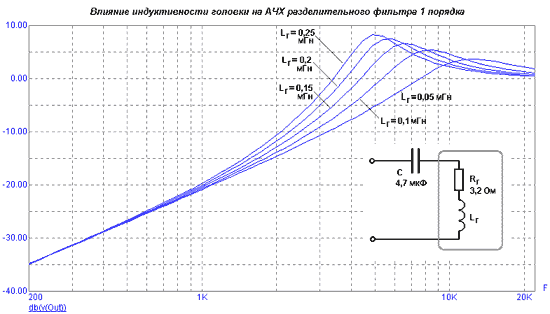 Влияние индуктивности головки на АЧХ разделительного фильтра 1 порядка
10.00
0.00
-10.00
-20.00
-30.00
-40.00
Lг=0,25
мГн
Lг=0,2
мГн
Lг=0,15
мГн
Lг=0,05 мГн
Lг=0,1мГн
C
4,7 мкФ
Rг
3,2 Ом
Lг
200
1K
10K
20K
F
db(v(Out))